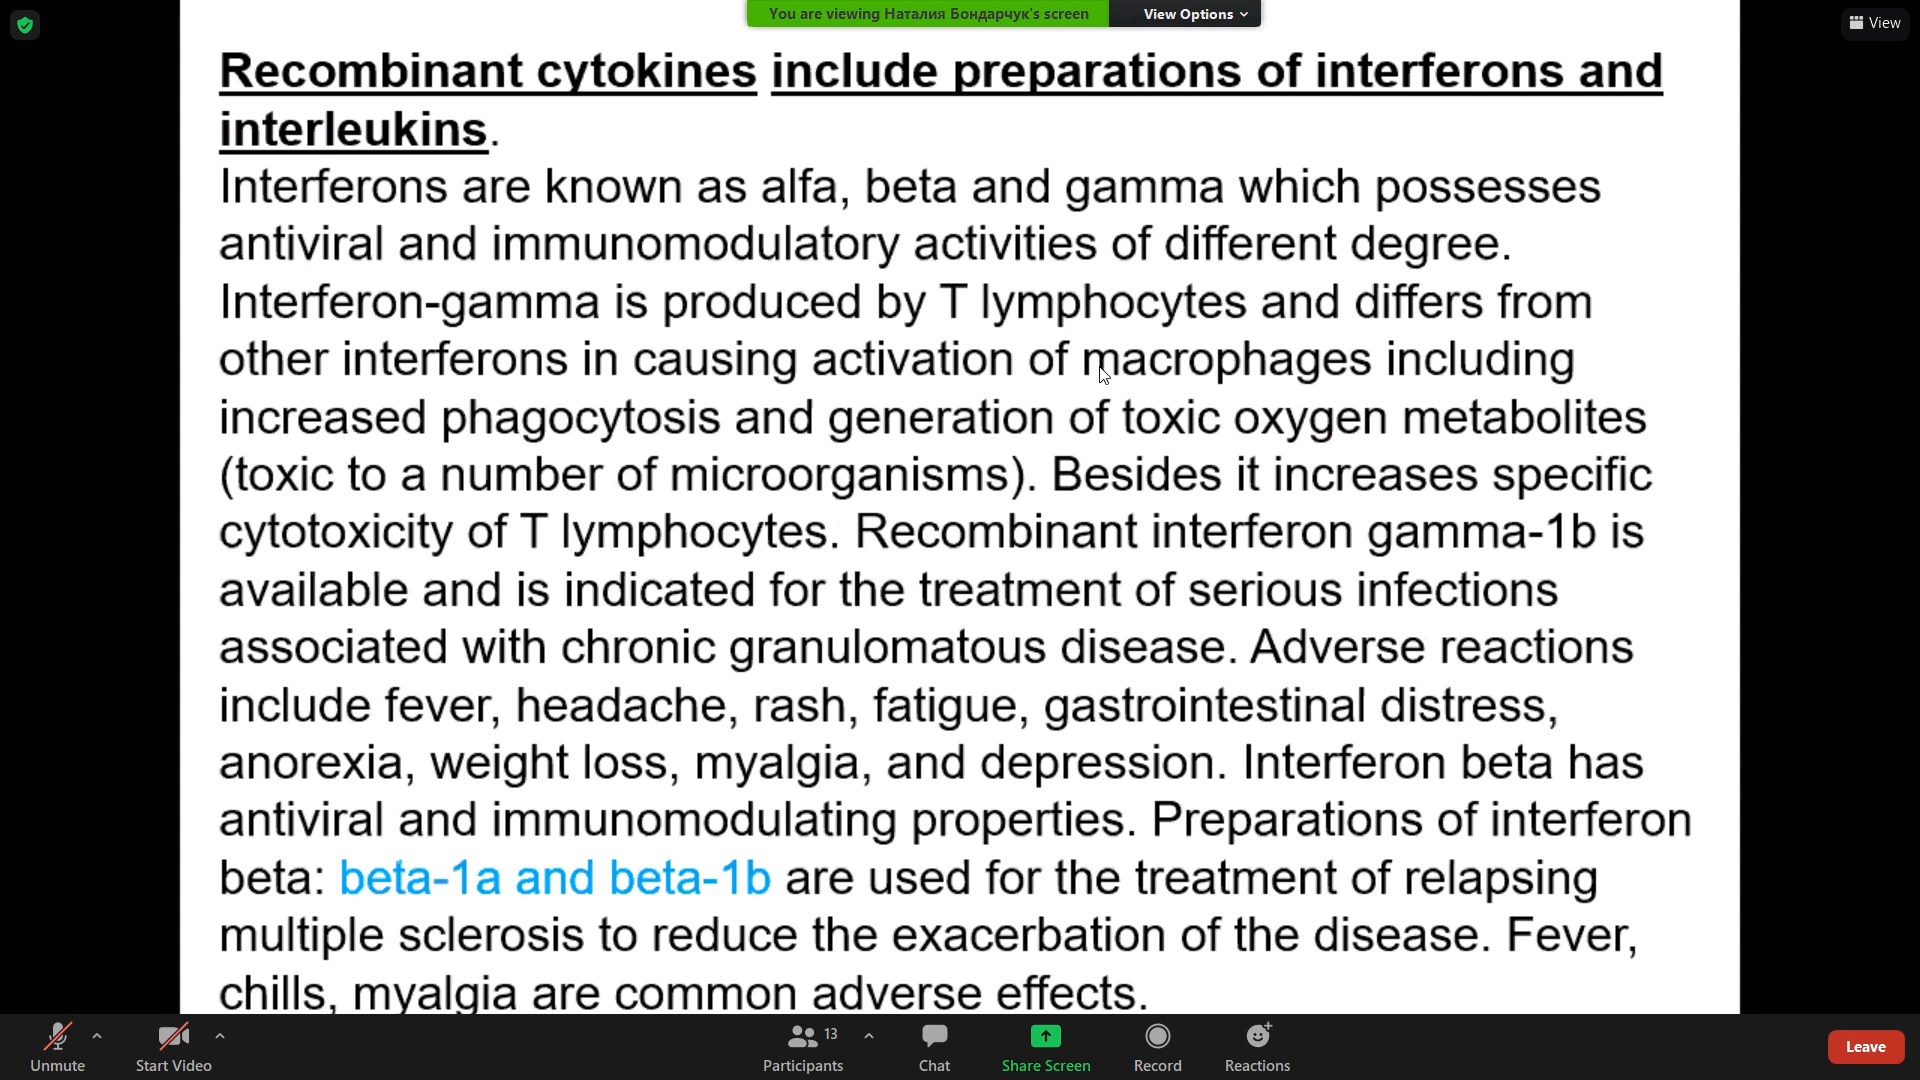 You are viewing Наталия Бондарчук's screen
View Options
View
Recombinant cytokines include preparations of interferons and
interleukins.
Interferons are known as alfa, beta and gamma which possesses
antiviral and immunomodulatory activities of different degree.
Interferon-gamma is produced by T lymphocytes and differs from
other interferons in causing activation of macrophages including
increased phagocytosis and generation of toxic oxygen metabolites
(toxic to a number of microorganisms). Besides it increases specific
cytotoxicity of T lymphocytes. Recombinant interferon gamma-1b is
available and is indicated for the treatment of serious infections
associated with chronic granulomatous disease. Adverse reactions
include fever, headache, rash, fatigue, gastrointestinal distress,
anorexia, weight loss, myalgia, and depression. Interferon beta has
antiviral and immunomodulating properties. Preparations of interferon
beta: beta-1a and beta-1b are used for the treatment of relapsing
multiple sclerosis to reduce the exacerbation of the disease. Fever,
chills, myalgia are common adverse effects.
13
Unmute
Start Video
Participants
Chat
Share Screen
Record
Reactions
Leave